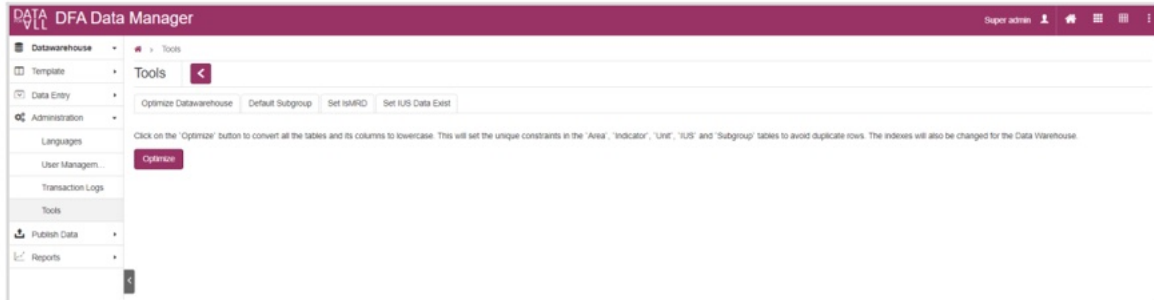 DATA FOR ALL DFA Data Manager
Super admin
Datawarehouse
Template
Data Entry
Administration
Languages
User Managem...
Transaction Logs
Tools
Publish Data
Reports
> Tools
Tools
Optimize Datawarehouse Default Subgroup Set IsMRD Set IUS Data Exist
Click on the 'Optimize' button to convert all the tables and its columns to lowercase. This will set the unique constraints in the 'Area', 'Indicator', 'Unit', 'IUS' and 'Subgroup' tables to avoid duplicate rows. The indexes will also be changed for the Data Warehouse.
Optimize